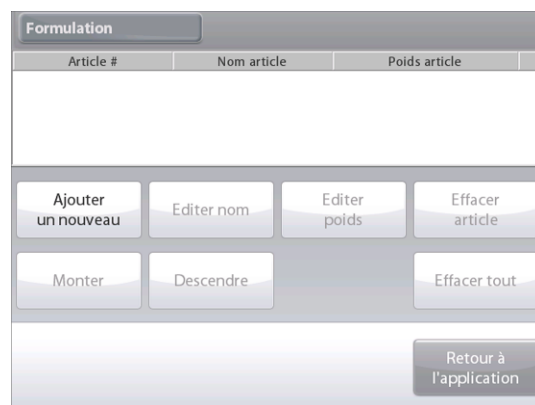 Formulation
Article # Nom article Poids article
Ajouter un nouveau
Editer nom
Editer poids
Effacer article
Monter
Descendre
Effacer tout
Retour à l'application